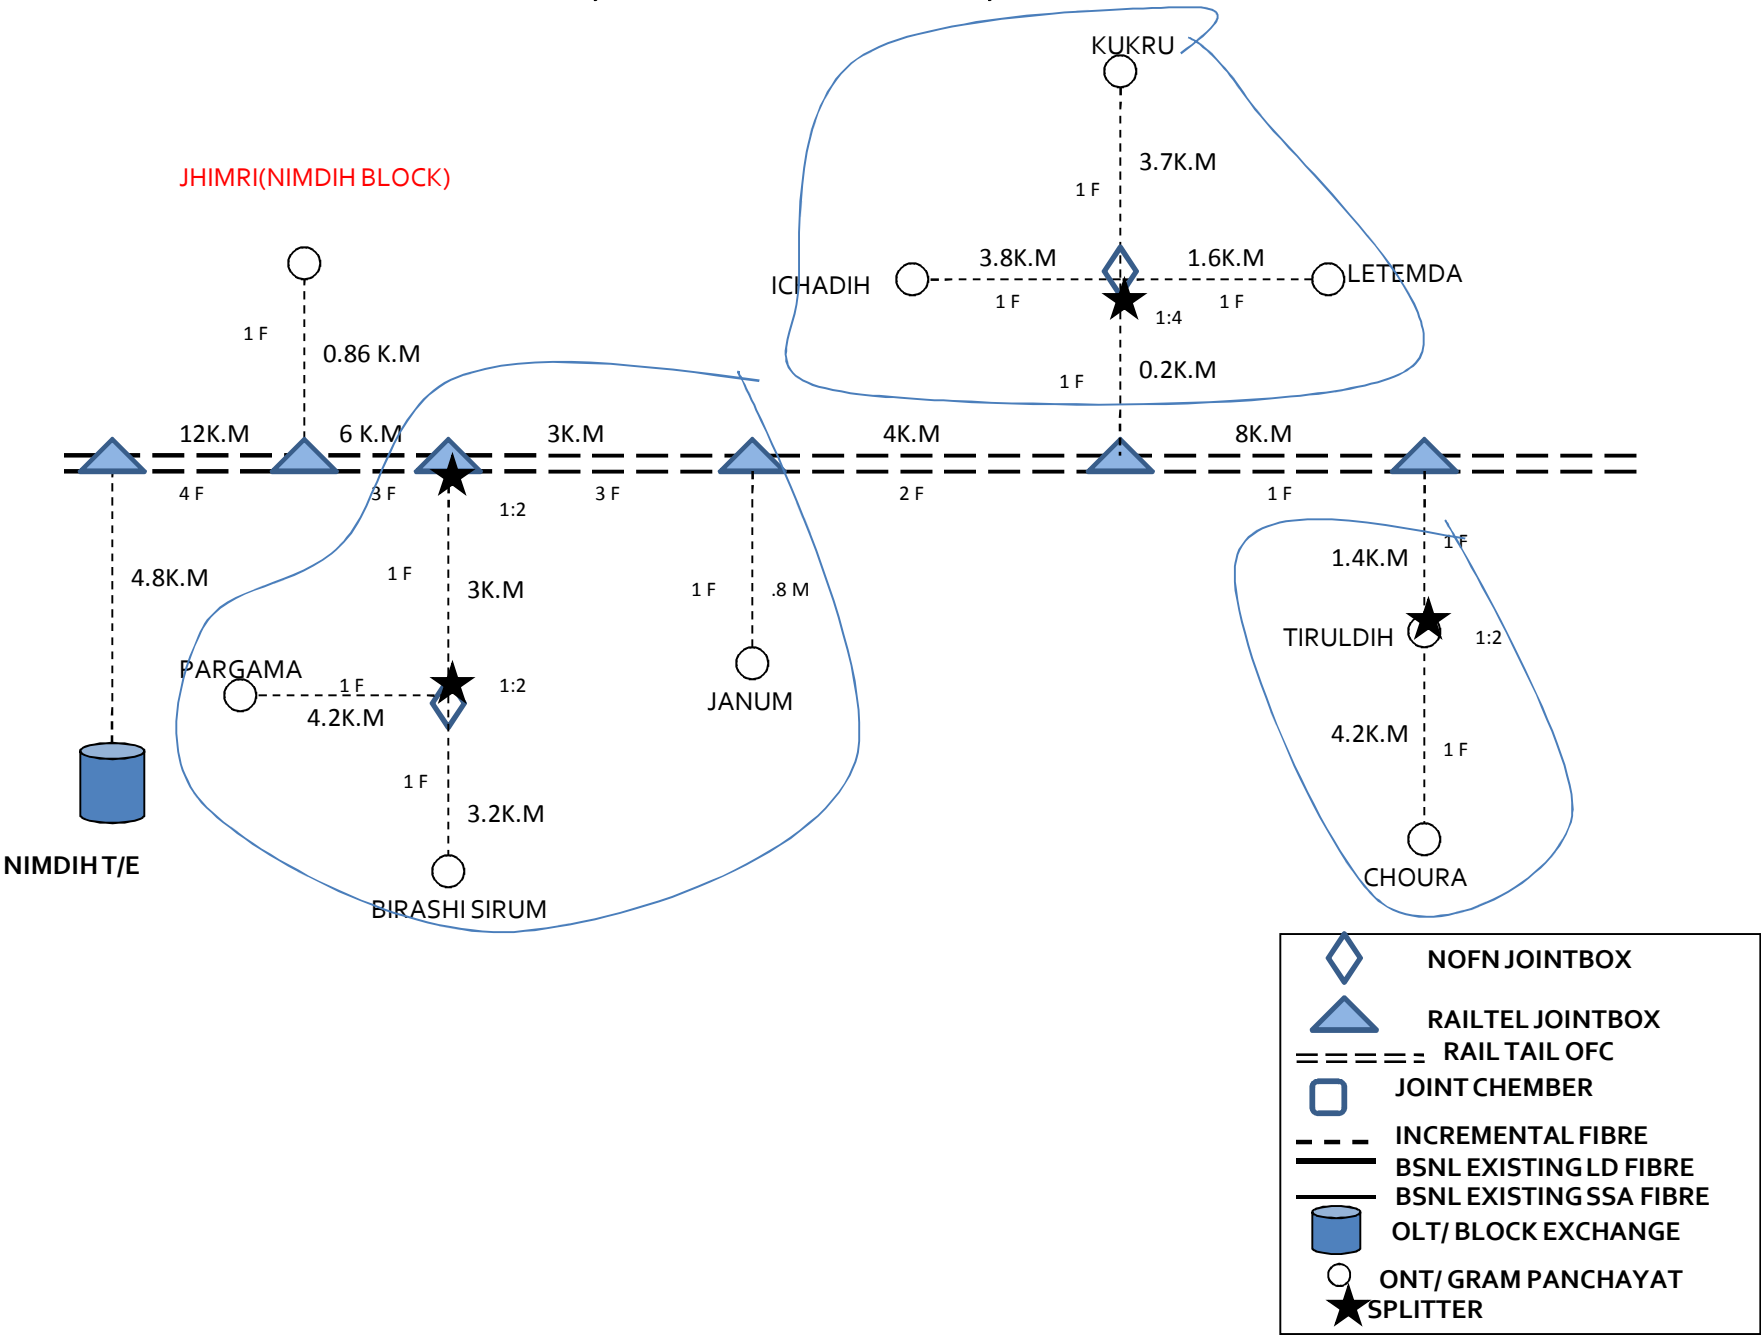 KUKRU
3.7K.M
JHIMRI(NIMDIH BLOCK)
1 F
3.8K.M
1.6K.M
ICHADIH
LETEMDA
1 F
1 F
1:4
1 F
0.86 K.M
0.2K.M
1 F
12K.M
6 K.M
3K.M
4K.M
8K.M
4 F
3 F
3 F
2 F
1 F
1:2
1 F
1.4K.M
4.8K.M
1 F
3K.M
1 F
.8 M
TIRULDIH
1:2
PARGAMA
1 F
1:2
4.2K.M
JANUM
4.2K.M
1 F
1 F
3.2K.M
NIMDIH T/E
CHOURA
BIRASHI SIRUM
NOFN JOINTBOX
RAILTEL JOINTBOX
RAIL TAIL OFC
JOINT CHEMBER
INCREMENTAL FIBRE
BSNL EXISTING LD FIBRE
BSNL EXISTING SSA FIBRE
OLT/ BLOCK EXCHANGE
ONT/ GRAM PANCHAYAT
SPLITTER